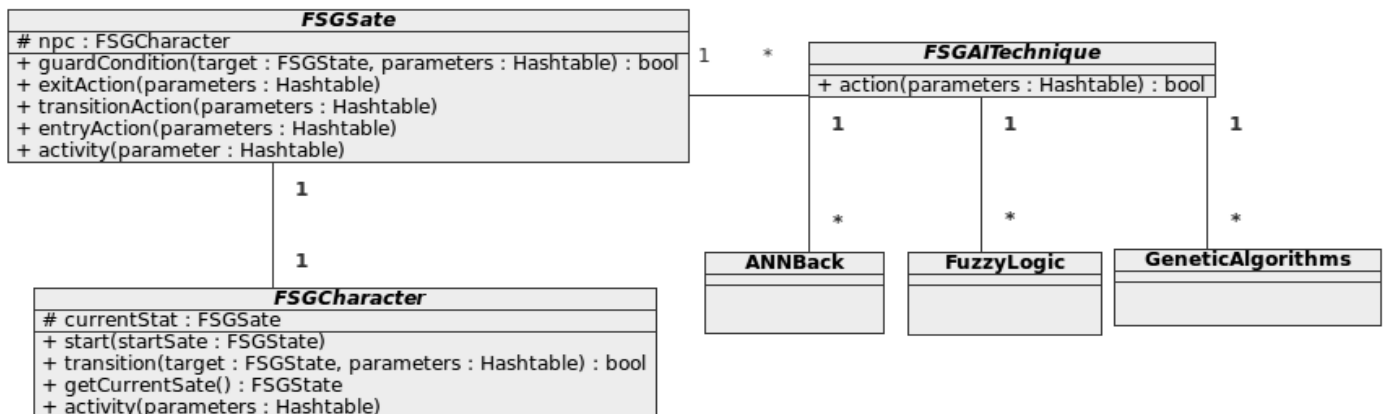 FSGSate
# npc : FSGCharacter
+ guardCondition(target : FSGState, parameters : Hashtable) : bool
+ exitAction(parameters : Hashtable)
+ transitionAction(parameters : Hashtable)
+ entryAction(parameters : Hashtable)
+ activity(parameter : Hashtable)
1 *
FSGAITechnique
+ action(parameters : Hashtable) : bool
1 1 1
* * *
ANNBack
FuzzyLogic
GeneticAlgorithms
1
1
FSGCharacter
# currentStat : FSGSate
+ start(startSate : FSGState)
+ transition(target : FSGState, parameters : Hashtable) : bool
+ getCurrentSate() : FSGState
+ activity(parameters : Hashtable)